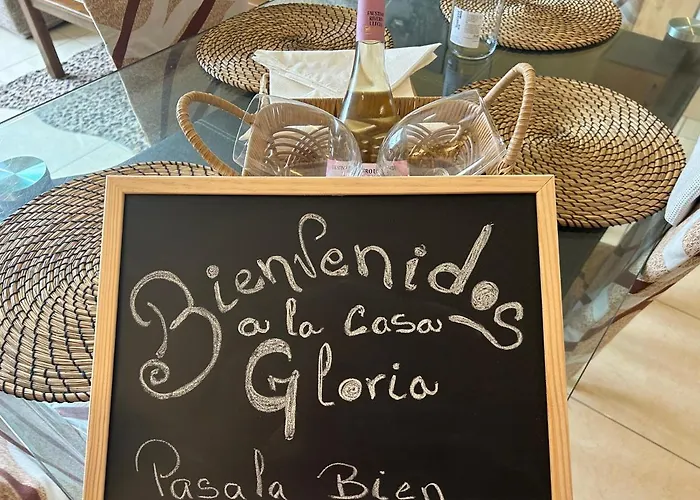 Bienvenidos
a la casa
Gloria
Pasala Bien